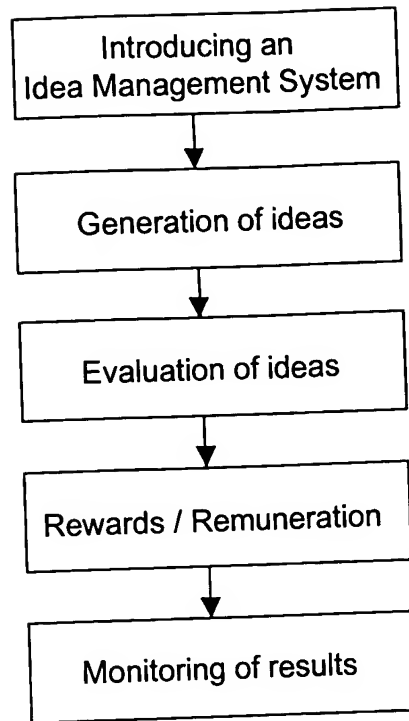 Introducing an
Idea Management System
Generation of ideas
Evaluation of ideas
Rewards / Remuneration
Monitoring of results